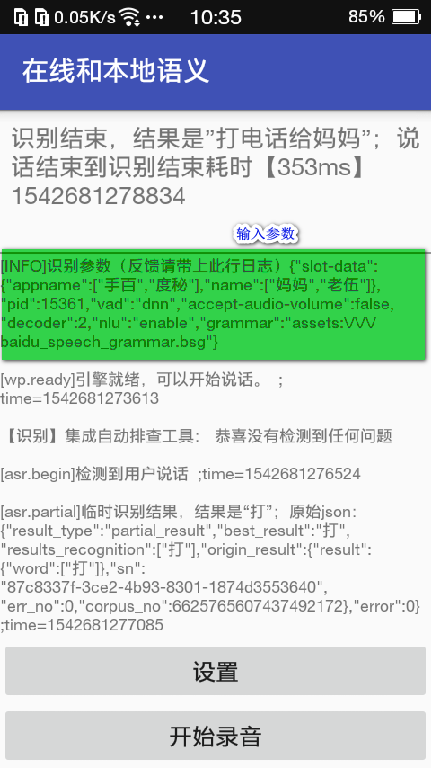 0.05K/s ••• 10:35 85%
在线和本地语义
识别结束，结果是”打电话给妈妈”；说
话结束到识别结束耗时【353ms】
1542681278834
输入参数
[INFO]识别参数（反馈请带上此行日志）{"slot-data":
{"appname":["手百","度秘"],"name":["妈妈","老伍"]},
"pid":15361,"vad":"dnn","accept-audio-volume":false,
"decoder":2,"nlu":"enable","grammar":"assets:\/\/\/
baidu_speech_grammar.bsg"}
[wp.ready]引擎就绪，可以开始说话。 ;
time=1542681273613
【识别】集成自动排查工具： 恭喜没有检测到任何问题
[asr.begin]检测到用户说话 ;time=1542681276524
[asr.partial]临时识别结果，结果是“打”；原始json:
{"result_type":"partial_result","best_result":"打",
"results_recognition":["打"],"origin_result":{"result":
{"word":["打"]},"sn":
"87c8337f-3ce2-4b93-8301-1874d3553640",
"err_no":0,"corpus_no":6625765607437492172},"error":0}
;time=1542681277085
设置
开始录音